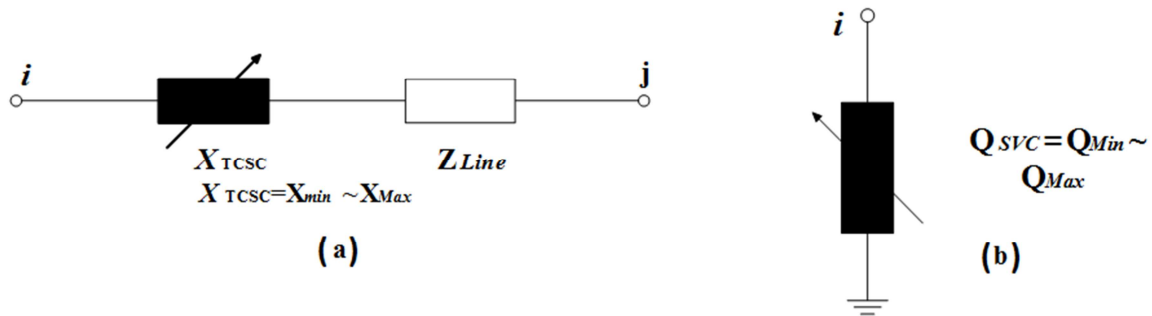 i
j
X TCSC
Z Line
X TCSC=Xmin ~XMax
(a)
i
Q SVC=QMin~
QMax
(b)